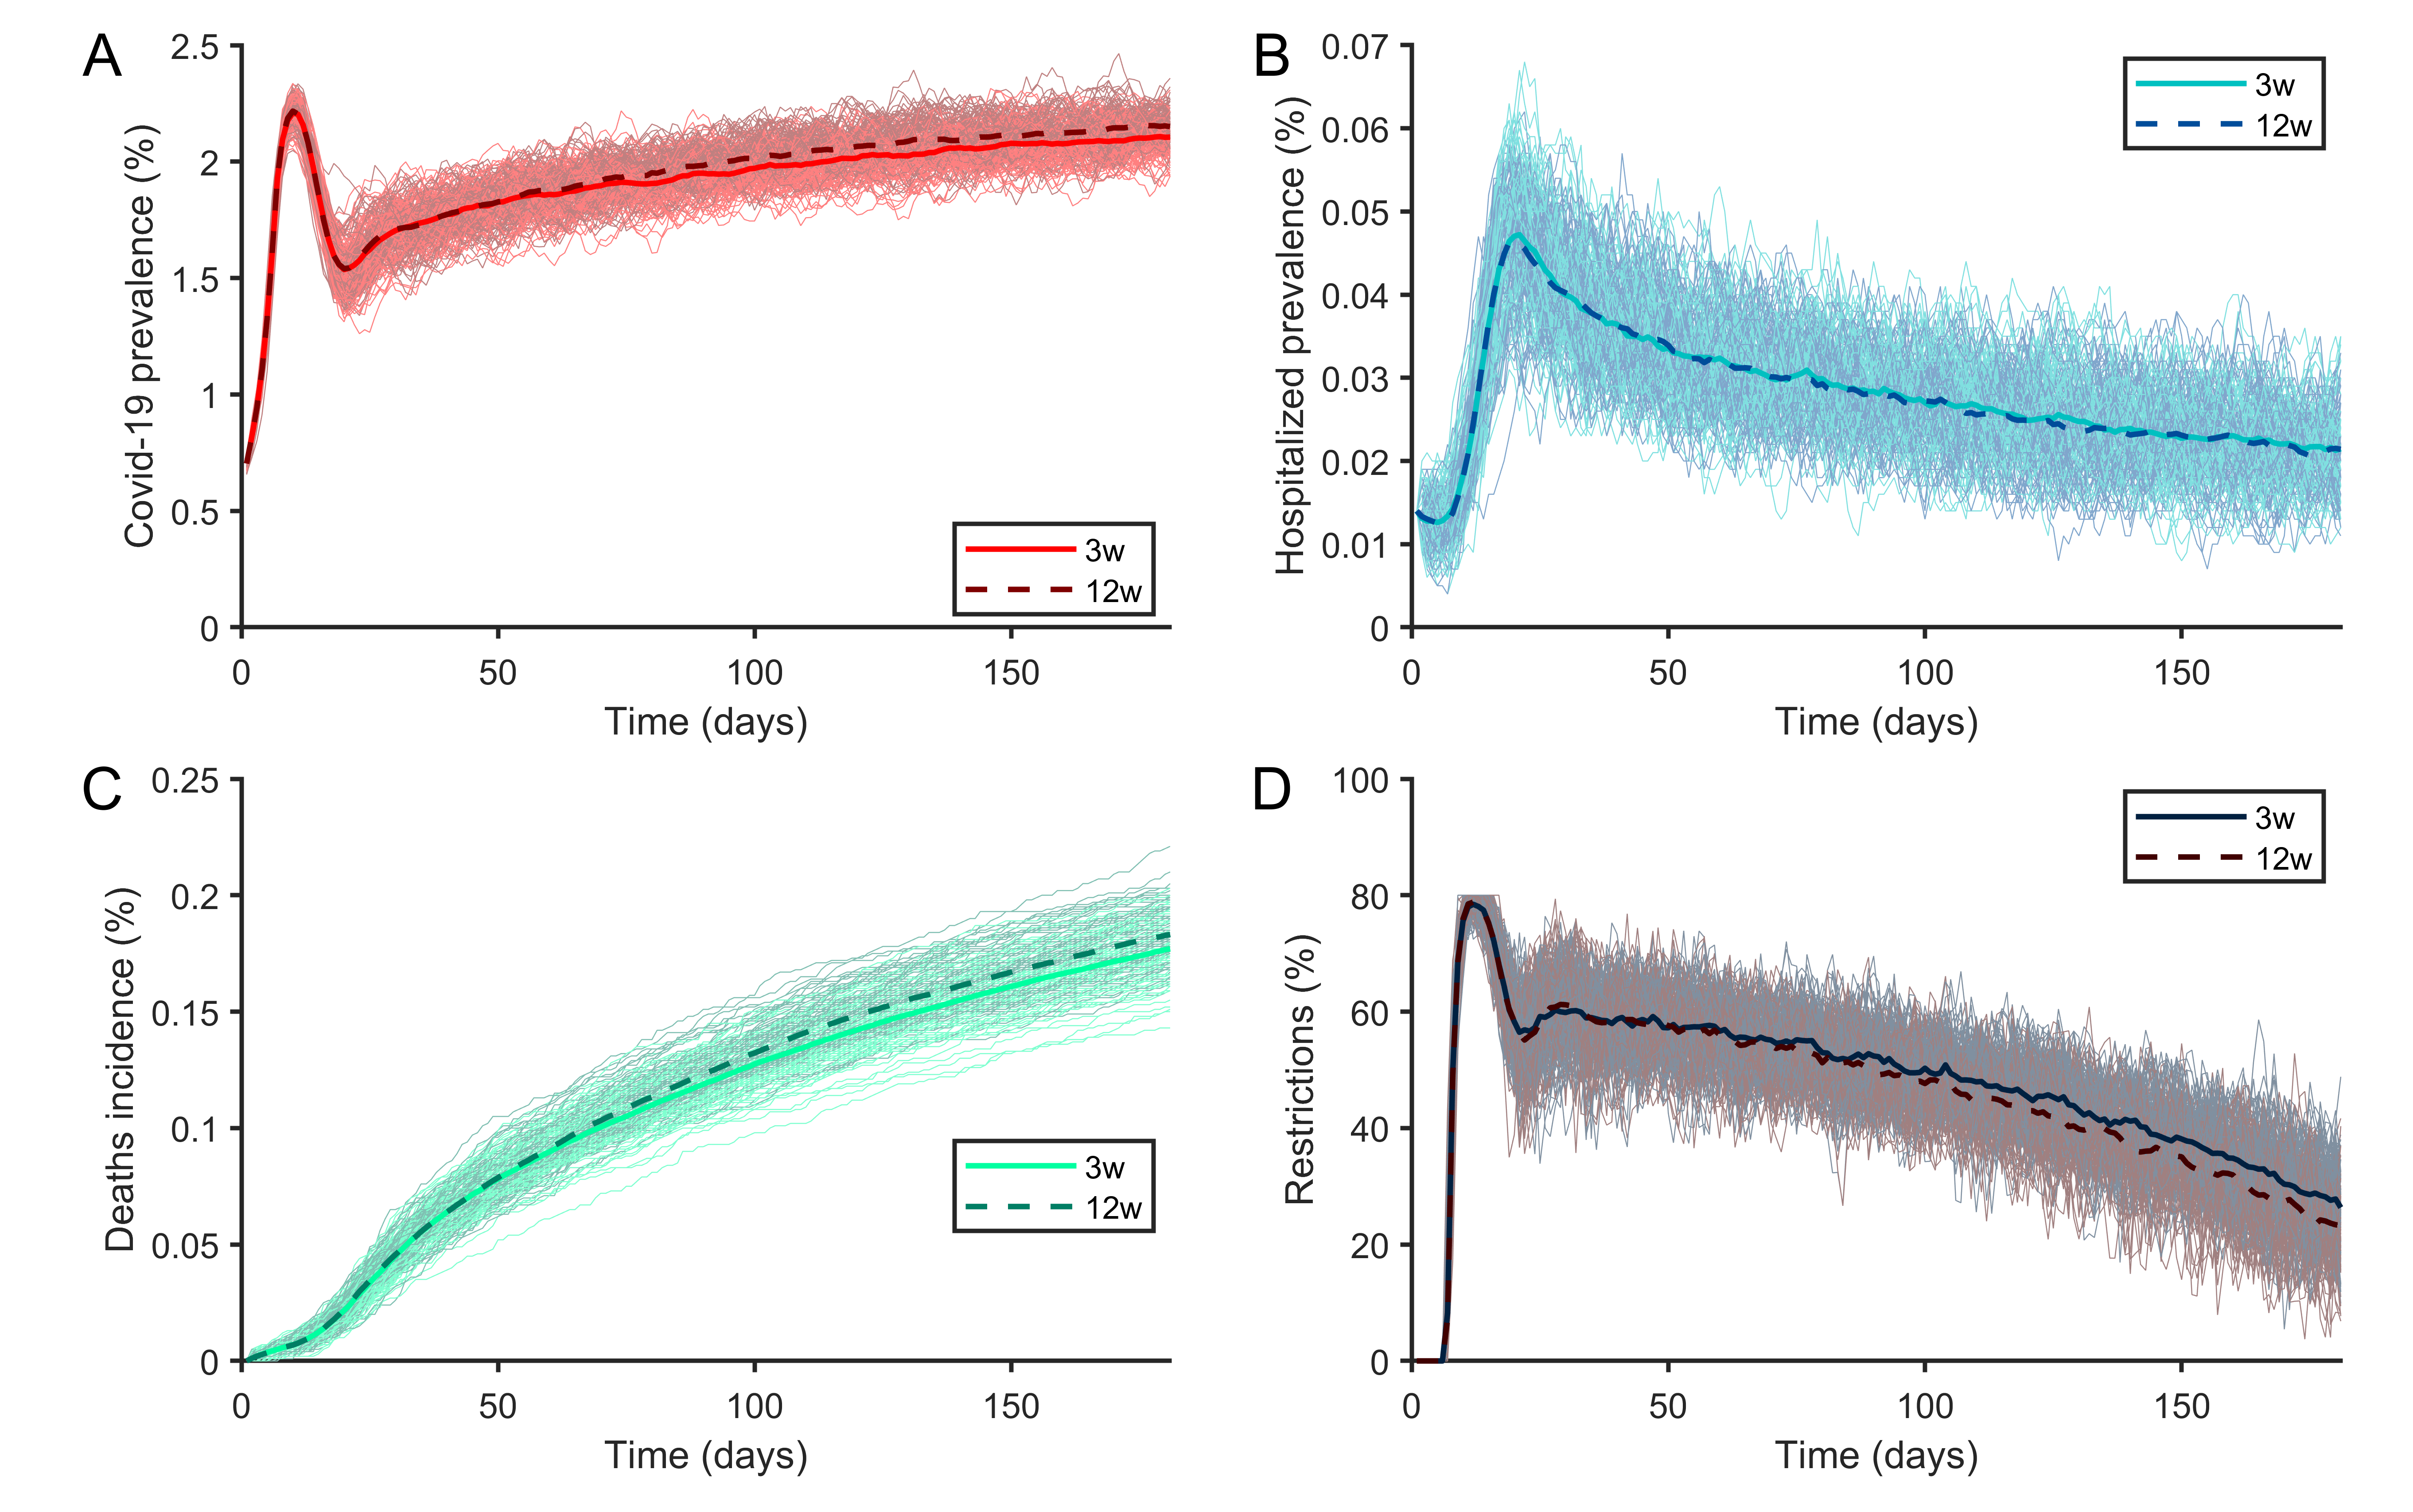 A
2.5
2
1.5
1
0.5
0
Covid-19 prevalence (%)
3w
12w
0 50 100 150
Time (days)
B
0.07
0.06
0.05
0.04
0.03
0.02
0.01
0
Hospitalized prevalence (%)
3w
12w
0 50 100 150
Time (days)
C
0.25
0.2
0.15
0.1
0.05
0
Deaths incidence (%)
3w
12w
0 50 100 150
Time (days)
D
100
80
60
40
20
0
Restrictions (%)
3w
12w
0 50 100 150
Time (days)